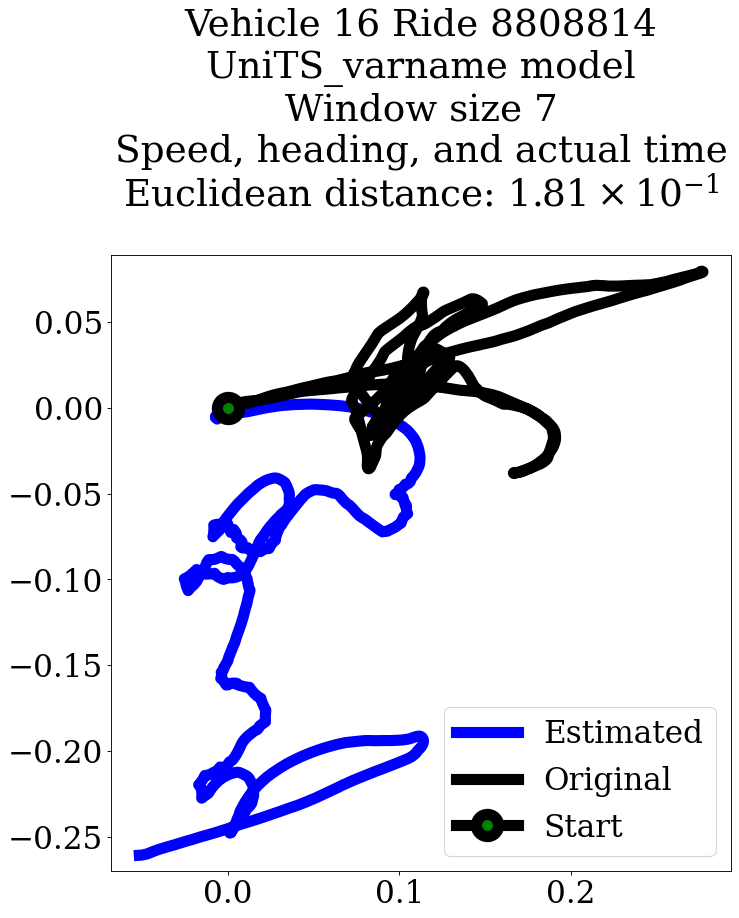 Vehicle 16 Ride 8808814
UniTS_varname model
Window size 7
Speed, heading, and actual time
Euclidean distance: 1.81 × 10⁻¹
0.05
0.00
−0.05
−0.10
−0.15
−0.20
−0.25
Estimated
Original
Start
0.0 0.1 0.2